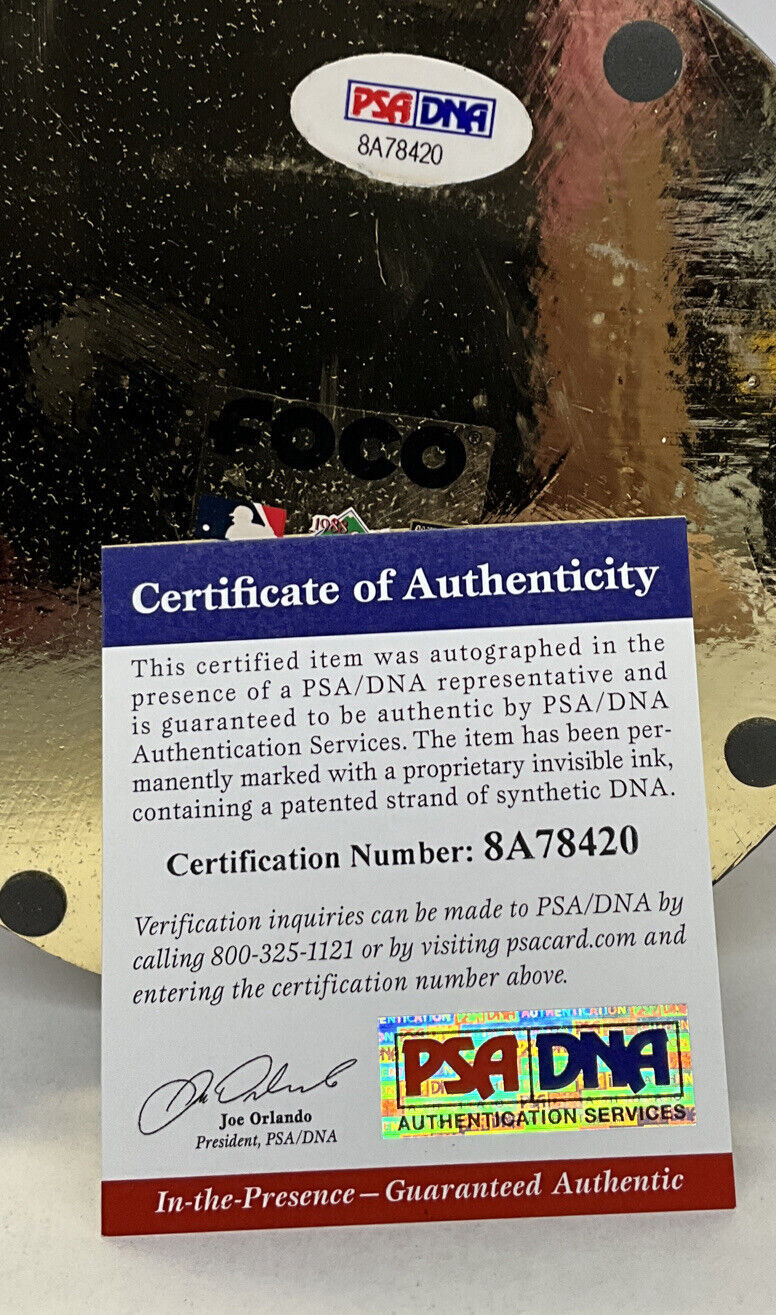 PSA DNA
8A78420
FOCO®
1988
Certificate of Authenticity
This certified item was autographed in the
presence of a PSA/DNA representative and
is guaranteed to be authentic by PSA/DNA
Authentication Services. The item has been per-
manently marked with a proprietary invisible ink,
containing a patented strand of synthetic DNA.
Certification Number: 8A78420
Verification inquiries can be made to PSA/DNA by
calling 800-325-1121 or by visiting psacard.com and
entering the certification number above.
Joe Orlando
President, PSA/DNA
PSA DNA
AUTHENTICATION SERVICES
In-the-Presence – Guaranteed Authentic